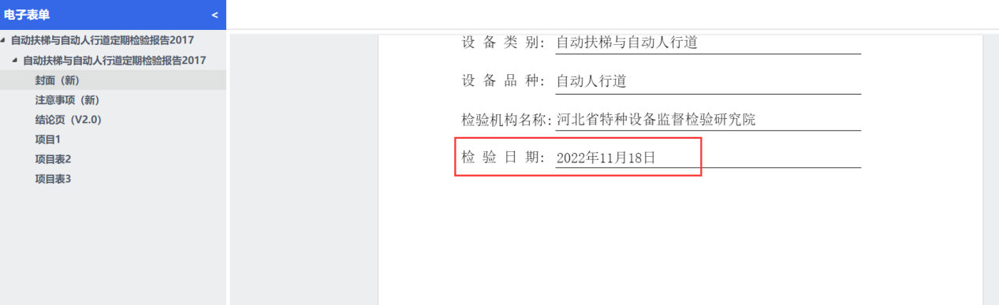 电子表单 <
自动扶梯与自动人行道定期检验报告2017
自动扶梯与自动人行道定期检验报告2017
封面（新）
注意事项（新）
结论页（V2.0）
项目1
项目表2
项目表3
设 备 类 别: 自动扶梯与自动人行道
设 备 品 种: 自动人行道
检验机构名称: 河北省特种设备监督检验研究院
检 验 日 期: 2022年11月18日